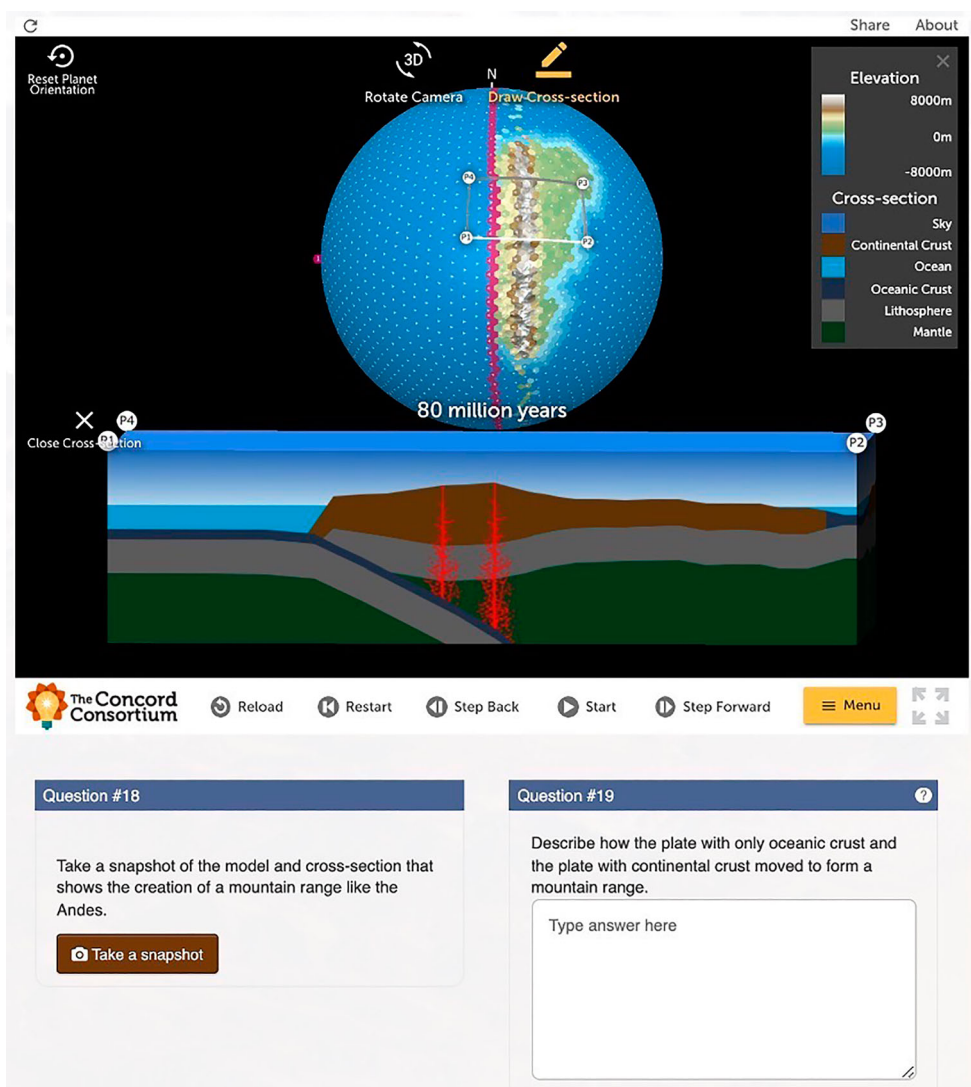 Share About
Reset Planet
Orientation
3D
Rotate Camera
N
Draw Cross-section
Elevation
8000m
0m
-8000m
Cross-section
Sky
Continental Crust
Ocean
Oceanic Crust
Lithosphere
Mantle
P4
P3
P1
P2
80 million years
P4
P3
Close Cross-section
P1
P2
The Concord
Consortium
Reload
Restart
Step Back
Start
Step Forward
Menu
Question #18
Take a snapshot of the model and cross-section that
shows the creation of a mountain range like the
Andes.
Take a snapshot
Question #19
?
Describe how the plate with only oceanic crust and
the plate with continental crust moved to form a
mountain range.
Type answer here